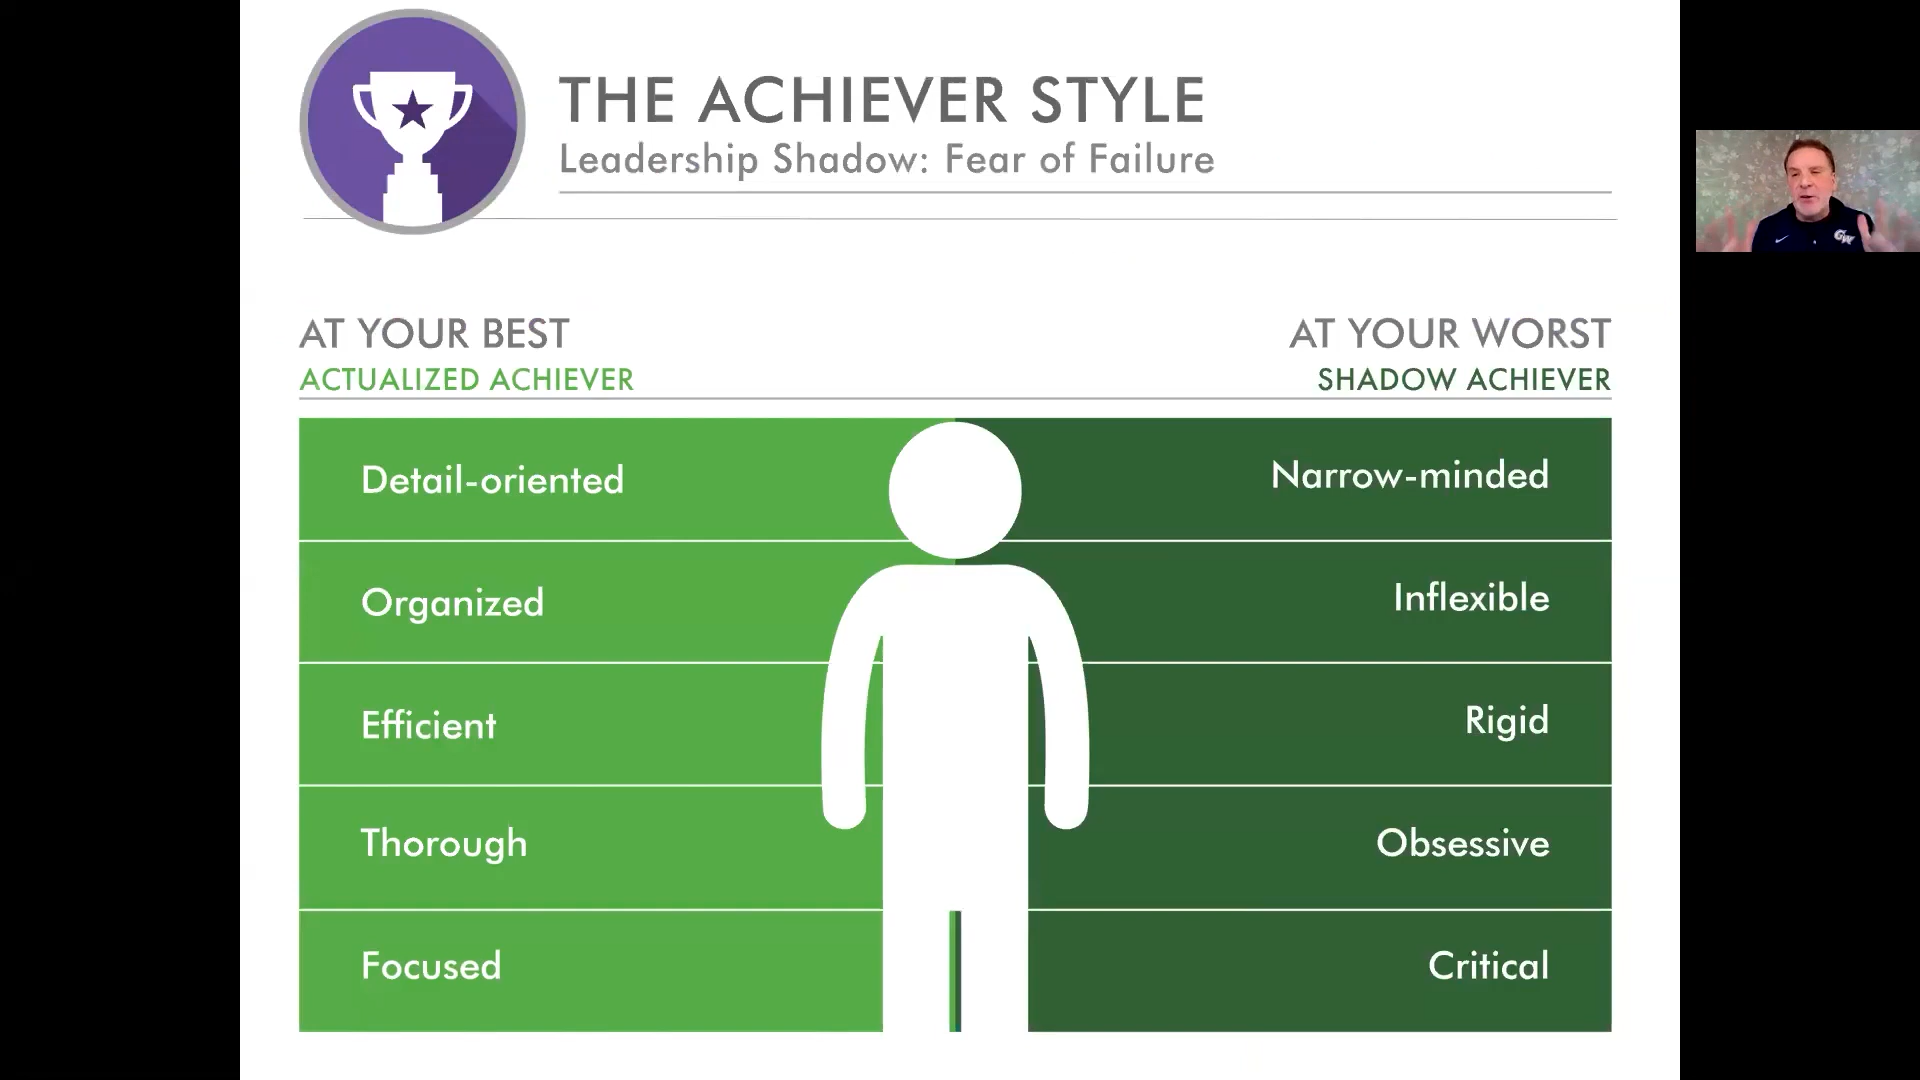 THE ACHIEVER STYLE
Leadership Shadow: Fear of Failure
AT YOUR BEST
ACTUALIZED ACHIEVER
AT YOUR WORST
SHADOW ACHIEVER
Detail-oriented
Narrow-minded
Organized
Inflexible
Efficient
Rigid
Thorough
Obsessive
Focused
Critical
GW